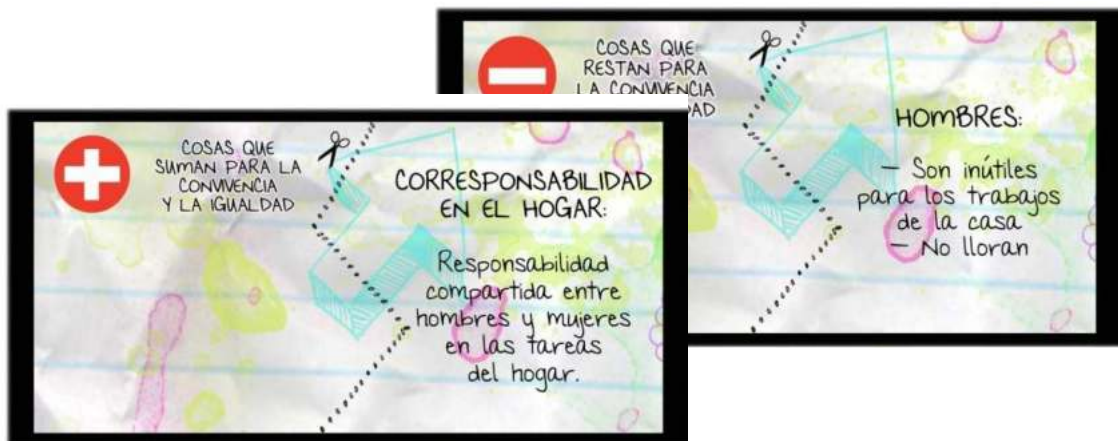 COSAS QUE
RESTAN PARA
LA CONVIVENCIA
HOMBRES:
— Son inútiles
para los trabajos
de la casa
— No lloran
COSAS QUE
SUMAN PARA LA
CONVIVENCIA
Y LA IGUALDAD
CORRESPONSABILIDAD
EN EL HOGAR:
Responsabilidad
compartida entre
hombres y mujeres
en las tareas
del hogar.